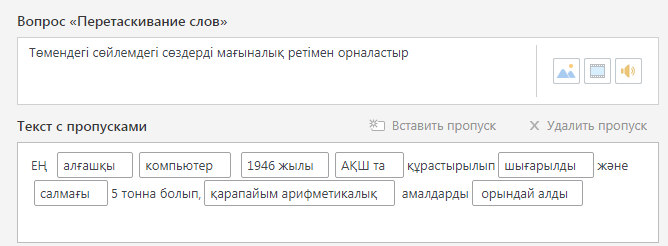 Вопрос «Перетаскивание слов»
Төмендегі сөйлемдегі сөздерді мағыналық ретімен орналастыр
Текст с пропусками
Вставить пропуск
Удалить пропуск
ЕҢ алғашқы компьютер 1946 жылы АҚШ та құрастырылып шығарылды және
салмағы 5 тонна болып, қарапайым арифметикалық амалдарды орындай алды